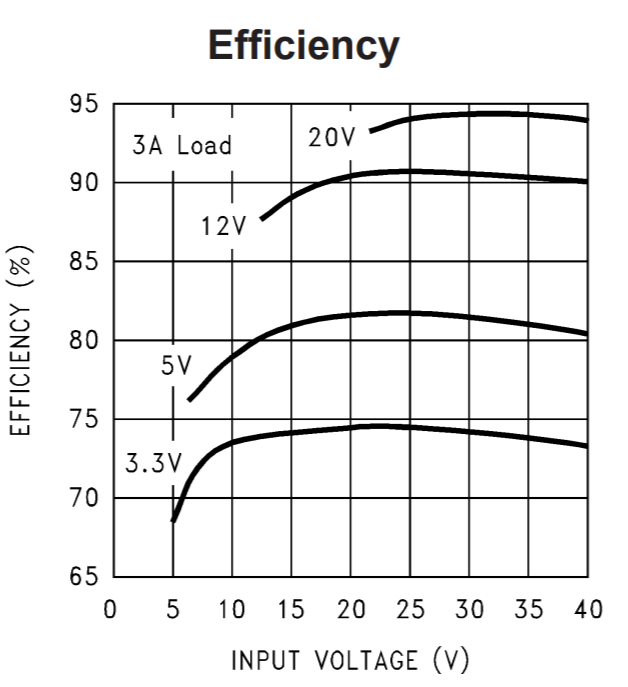 Efficiency
95
3A Load
20V
90
12V
85
EFFICIENCY (%)
80
5V
75
3.3V
70
65
0 5 10 15 20 25 30 35 40
INPUT VOLTAGE (V)